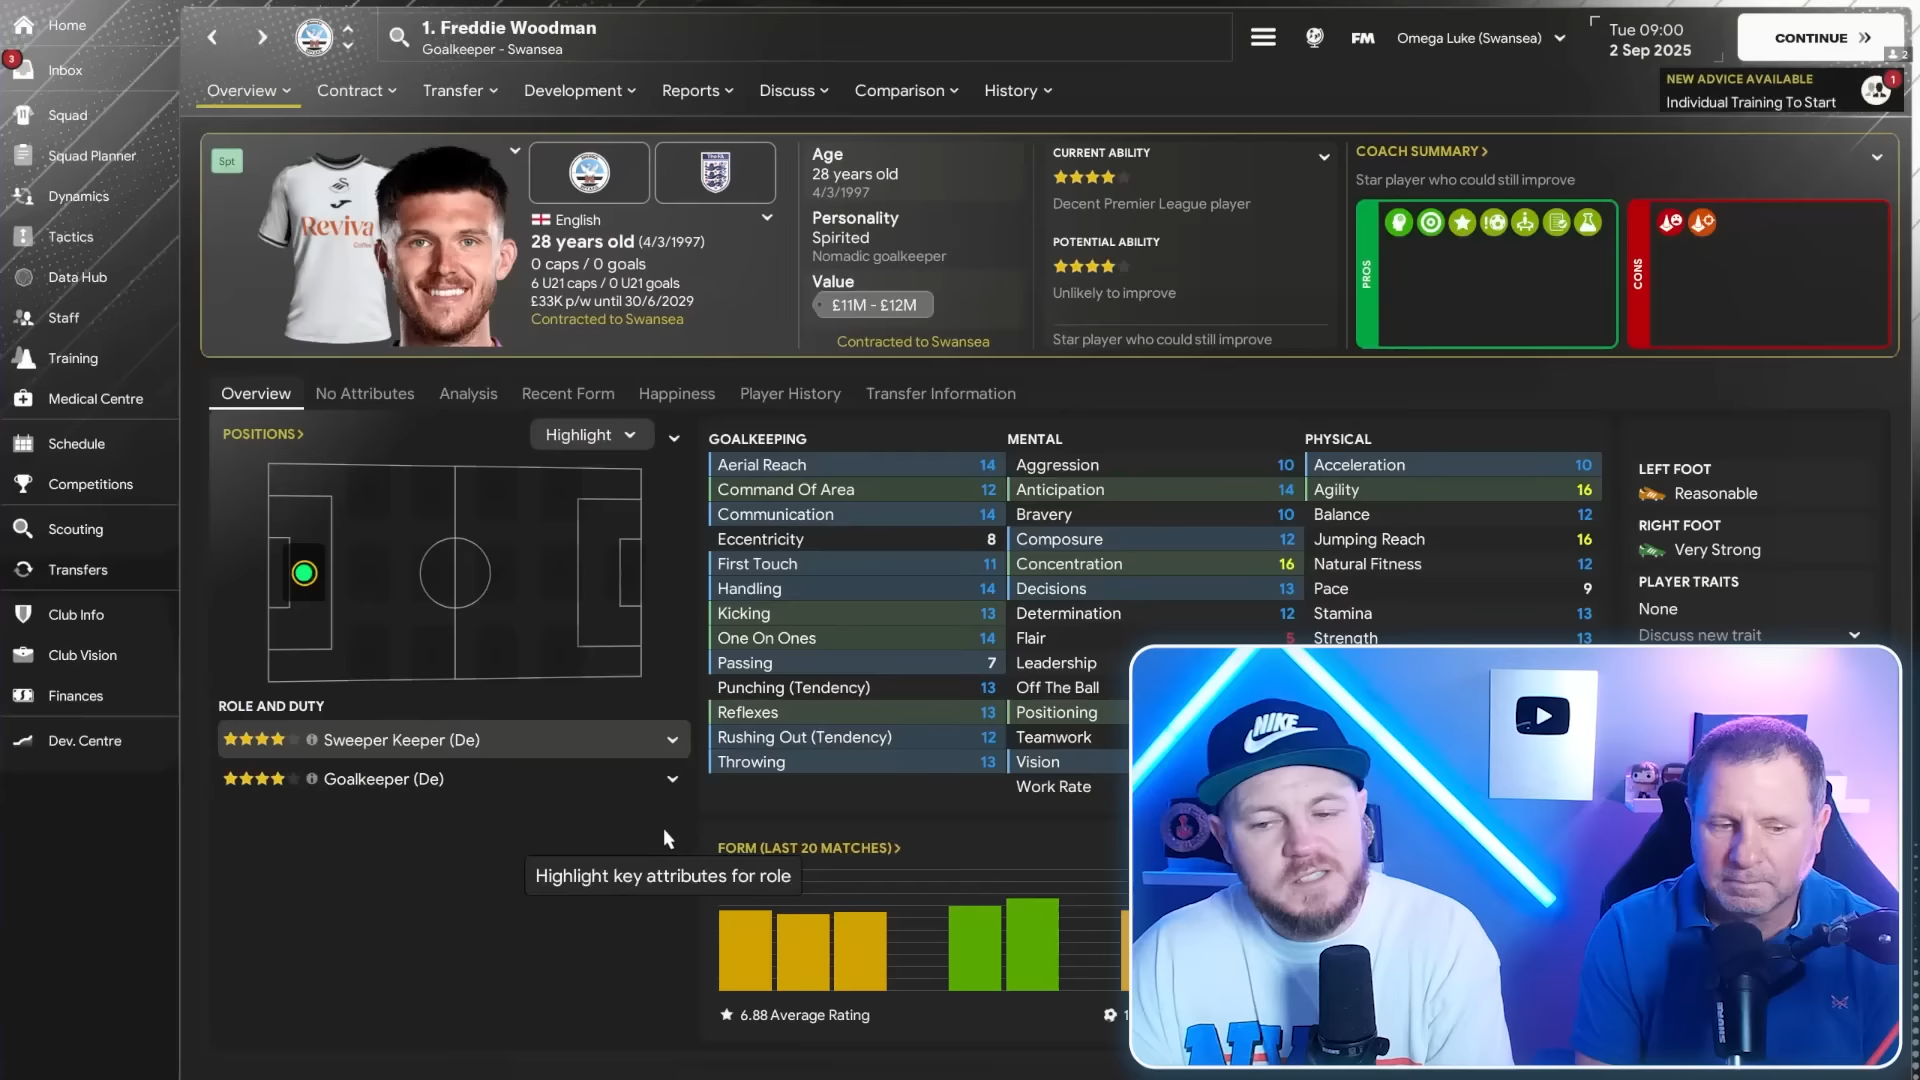 Home
3
Inbox
Squad
Squad Planner
Dynamics
Tactics
Data Hub
Staff
Training
Medical Centre
Schedule
Competitions
Scouting
Transfers
Club Info
Club Vision
Finances
Dev. Centre
1. Freddie Woodman
Goalkeeper - Swansea
FM
Omega Luke (Swansea)
Tue 09:00
2 Sep 2025
CONTINUE
2
Overview
Contract
Transfer
Development
Reports
Discuss
Comparison
History
NEW ADVICE AVAILABLE
Individual Training To Start
1
Spt
Reviva
Coffee
English
28 years old (4/3/1997)
0 caps / 0 goals
6 U21 caps / 0 U21 goals
£33K p/w until 30/6/2029
Contracted to Swansea
Age
28 years old
4/3/1997
Personality
Spirited
Nomadic goalkeeper
Value
£11M - £12M
Contracted to Swansea
CURRENT ABILITY
Decent Premier League player
POTENTIAL ABILITY
Unlikely to improve
Star player who could still improve
COACH SUMMARY >
Star player who could still improve
PROS
CONS
Overview
No Attributes
Analysis
Recent Form
Happiness
Player History
Transfer Information
POSITIONS >
Highlight
ROLE AND DUTY
Sweeper Keeper (De)
Goalkeeper (De)
Highlight key attributes for role
GOALKEEPING
Aerial Reach 14
Command Of Area 12
Communication 14
Eccentricity 8
First Touch 11
Handling 14
Kicking 13
One On Ones 14
Passing 7
Punching (Tendency) 13
Reflexes 13
Rushing Out (Tendency) 12
Throwing 13
MENTAL
Aggression 10
Anticipation 14
Bravery 10
Composure 12
Concentration 16
Decisions 13
Determination 12
Flair 5
Leadership
Off The Ball
Positioning
Teamwork
Vision
Work Rate
PHYSICAL
Acceleration 10
Agility 16
Balance 12
Jumping Reach 16
Natural Fitness 12
Pace 9
Stamina 13
Strength 13
LEFT FOOT
Reasonable
RIGHT FOOT
Very Strong
PLAYER TRAITS
None
Discuss new trait
FORM (LAST 20 MATCHES) >
6.88 Average Rating
1
NIKE
SHURE